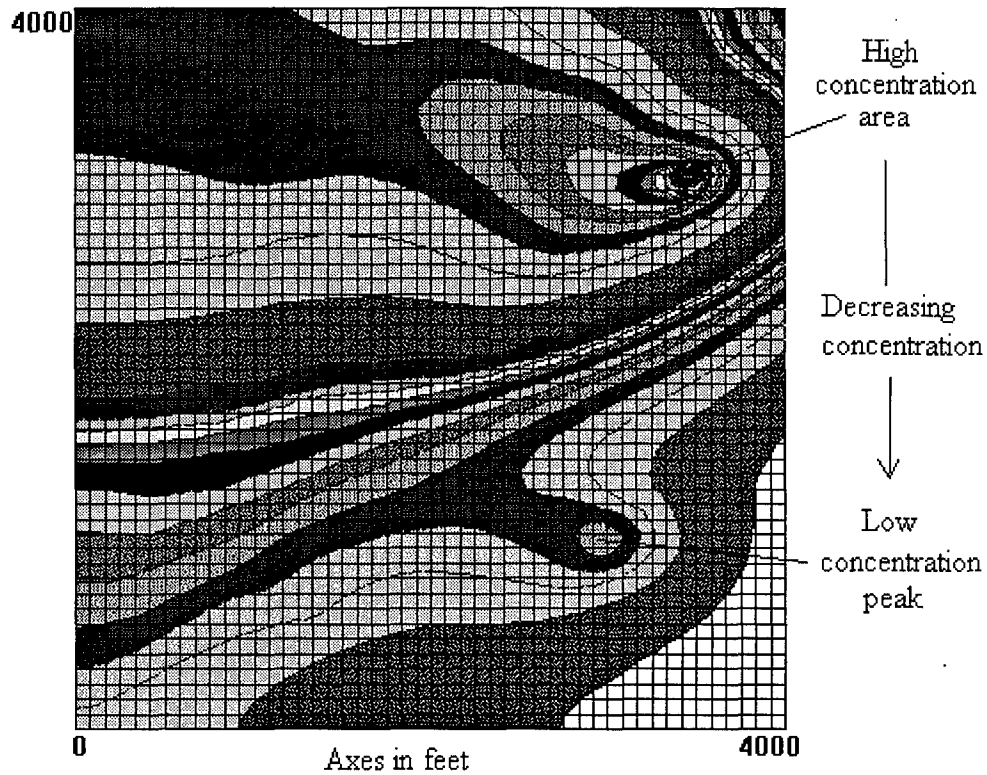 4000
High
concentration
area
Decreasing
concentration
Low
concentration
peak
0
Axes in feet
4000